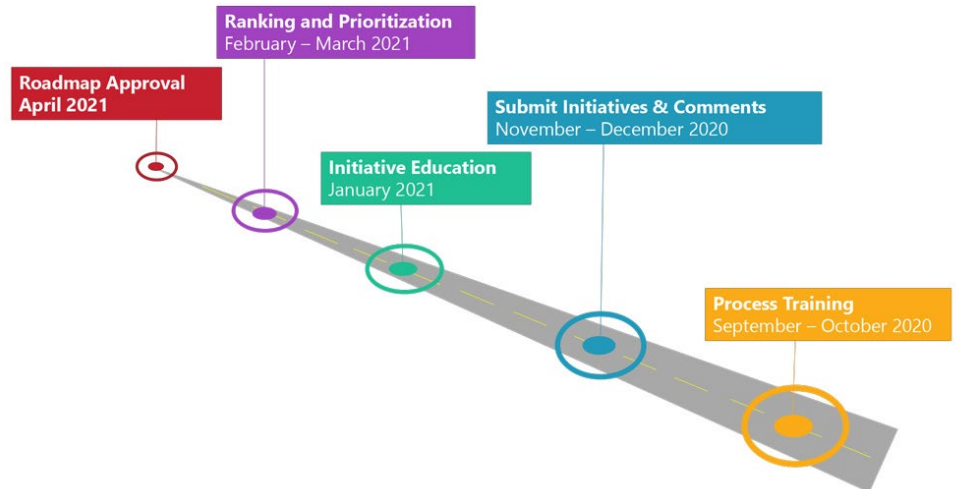 Ranking and Prioritization
February – March 2021
Roadmap Approval
April 2021
Submit Initiatives & Comments
November – December 2020
Initiative Education
January 2021
Process Training
September – October 2020